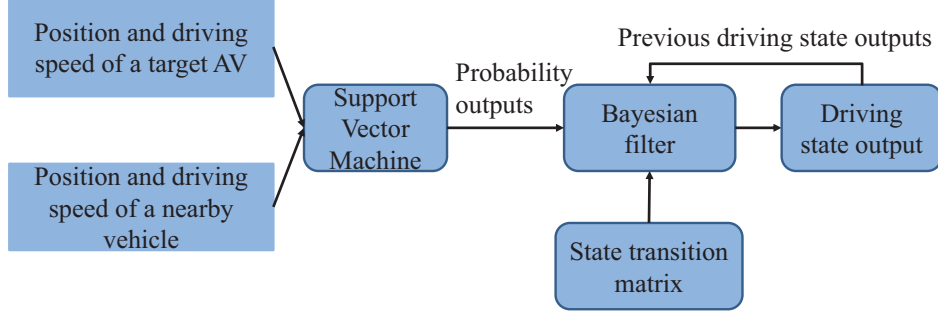 Position and driving
speed of a target AV
Position and driving
speed of a nearby
vehicle
Support
Vector
Machine
Probability
outputs
Previous driving state outputs
Bayesian
filter
Driving
state output
State transition
matrix